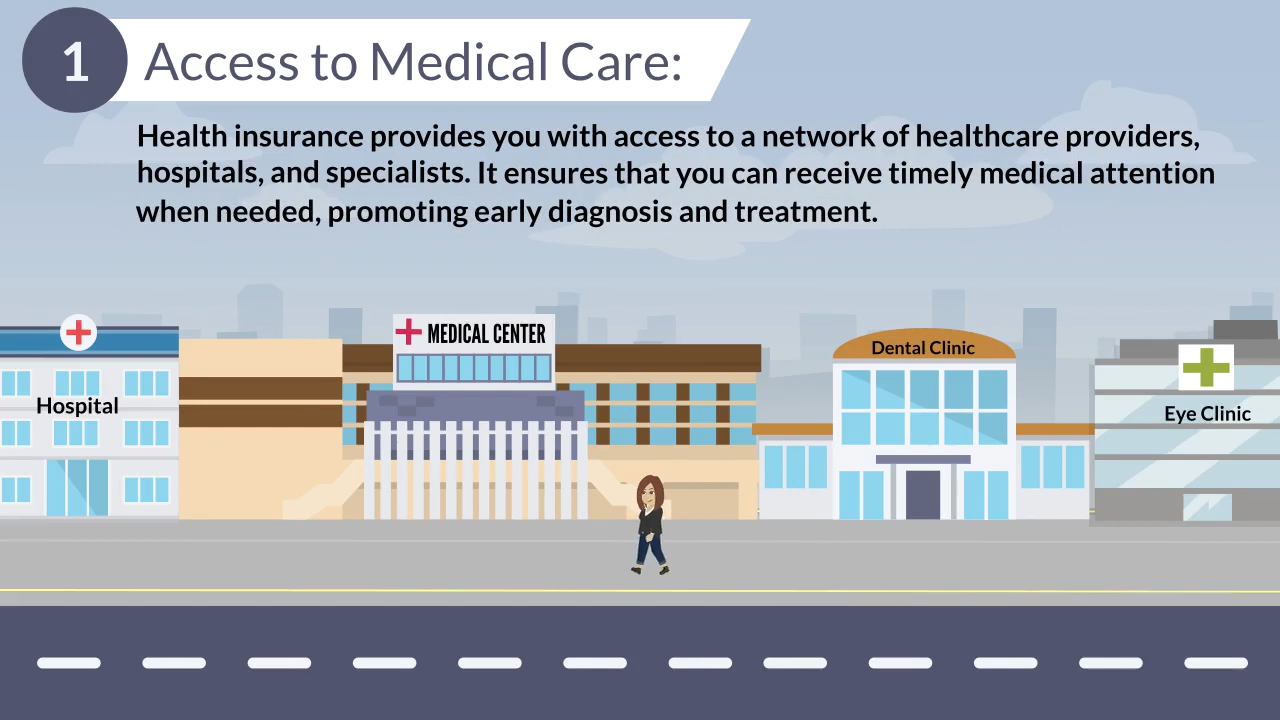 1
Access to Medical Care:
Health insurance provides you with access to a network of healthcare providers,
hospitals, and specialists. It ensures that you can receive timely medical attention
when needed, promoting early diagnosis and treatment.
MEDICAL CENTER
Dental Clinic
Hospital
Eye Clinic